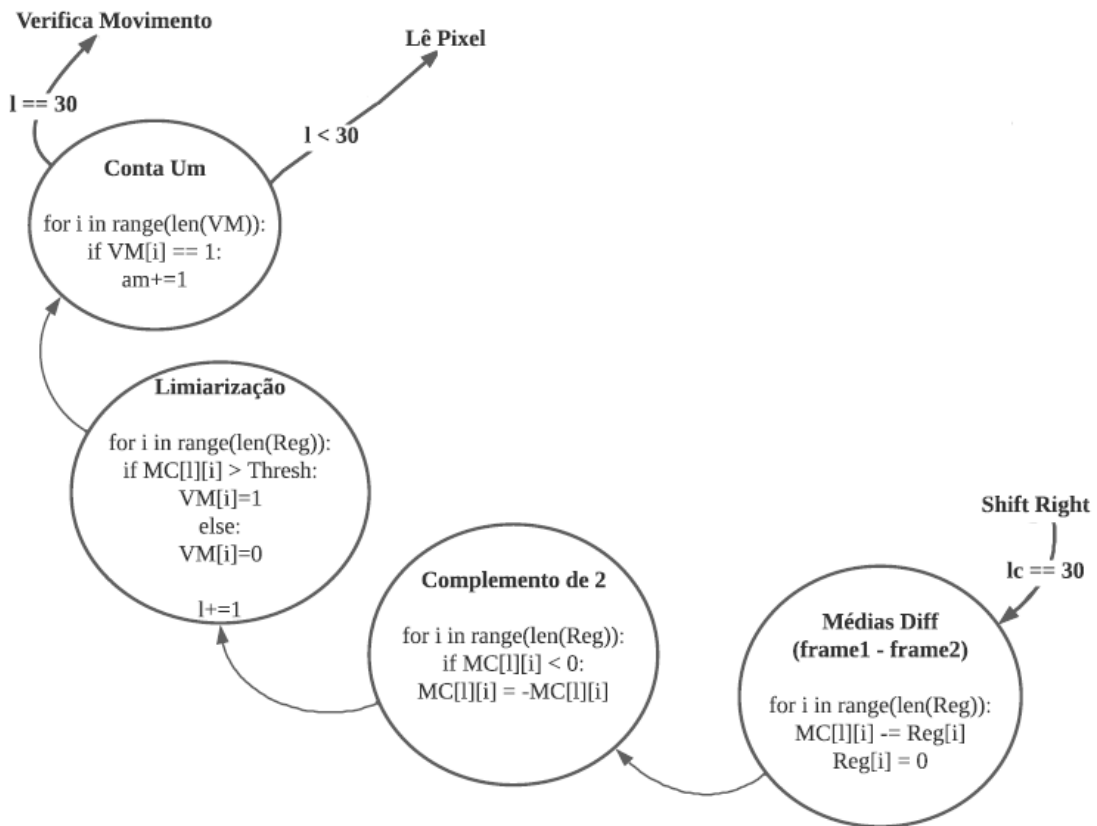 Verifica Movimento
Lê Pixel
l == 30
l < 30
Conta Um
for i in range(len(VM)):
if VM[i] == 1:
am+=1
Limiarização
for i in range(len(Reg)):
if MC[l][i] > Thresh:
VM[i]=1
else:
VM[i]=0
l+=1
Complemento de 2
for i in range(len(Reg)):
if MC[l][i] < 0:
MC[l][i] = -MC[l][i]
Shift Right
lc == 30
Médias Diff
(frame1 - frame2)
for i in range(len(Reg)):
MC[l][i] -= Reg[i]
Reg[i] = 0